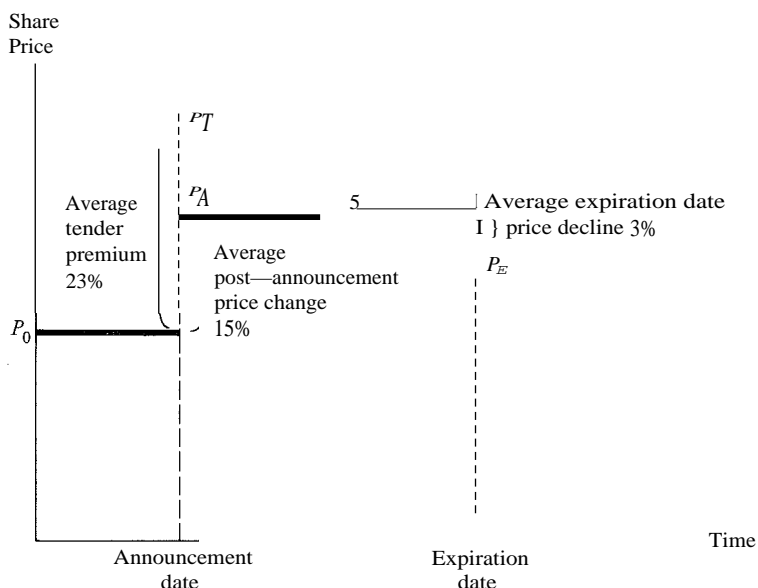 Share
Price
PT
PA
Average
tender
premium
23%
5
Average expiration date
I } price decline 3%
PE
Average
post—announcement
price change
15%
P0
Time
Announcement
date
Expiration
date